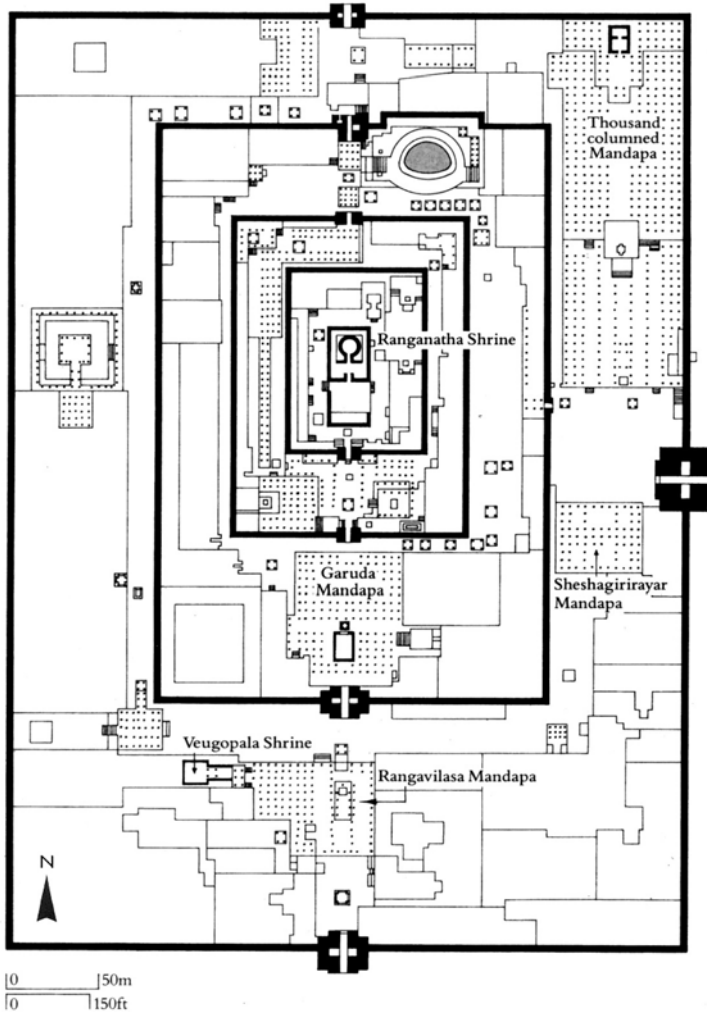 Thousand
columned
Mandapa
Ranganatha Shrine
Garuda
Mandapa
Sheshagirirayar
Mandapa
Veugopala Shrine
Rangavilasa Mandapa
N
0 50m
0 150ft